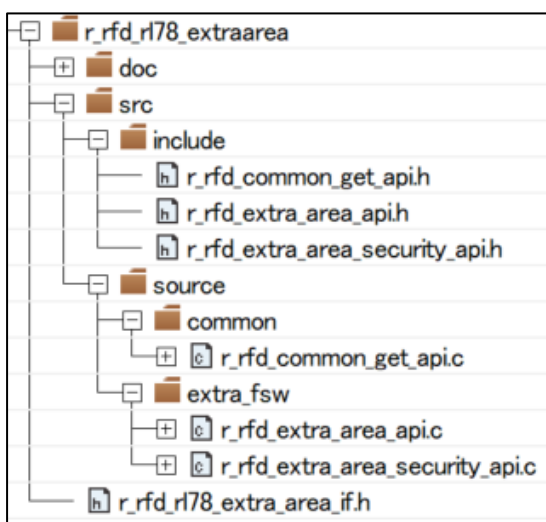 r_rfd_rl78_extraarea
doc
src
include
r_rfd_common_get_api.h
r_rfd_extra_area_api.h
r_rfd_extra_area_security_api.h
source
common
r_rfd_common_get_api.c
extra_fsw
r_rfd_extra_area_api.c
r_rfd_extra_area_security_api.c
r_rfd_rl78_extra_area_if.h